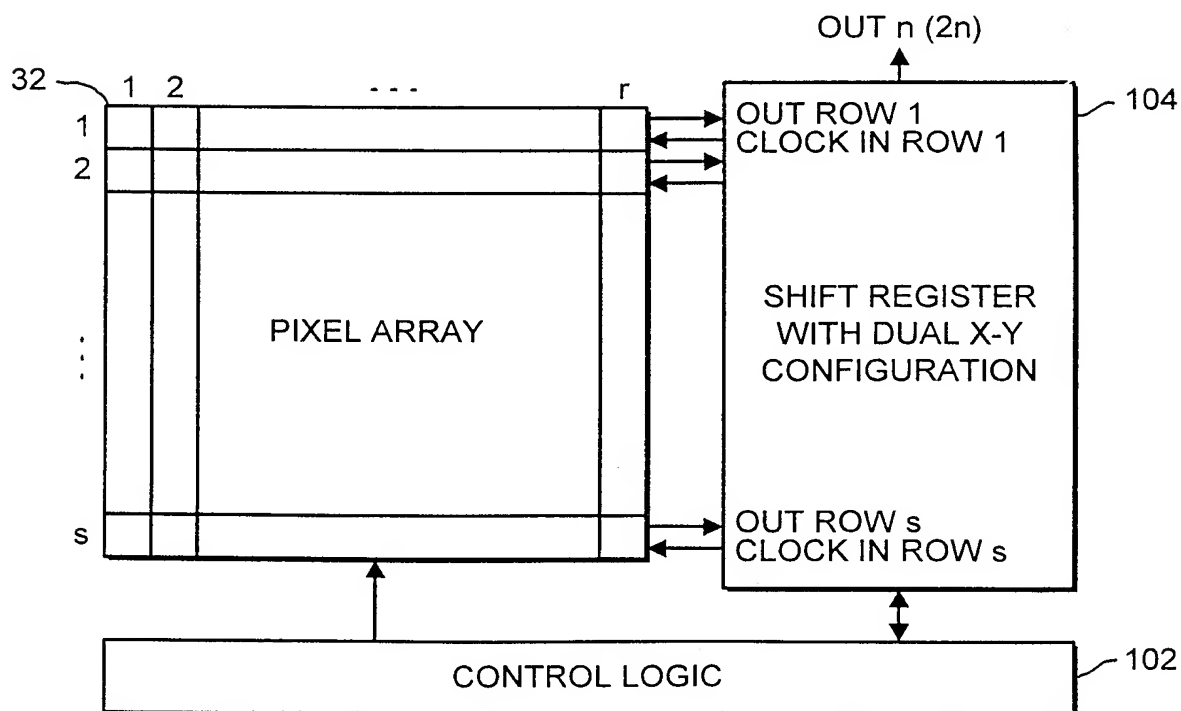 OUT n (2n)
32
1 2 - - - r
104
1
OUT ROW 1
CLOCK IN ROW 1
2
PIXEL ARRAY
SHIFT REGISTER
WITH DUAL X-Y
CONFIGURATION
- - -
s
OUT ROW s
CLOCK IN ROW s
CONTROL LOGIC
102